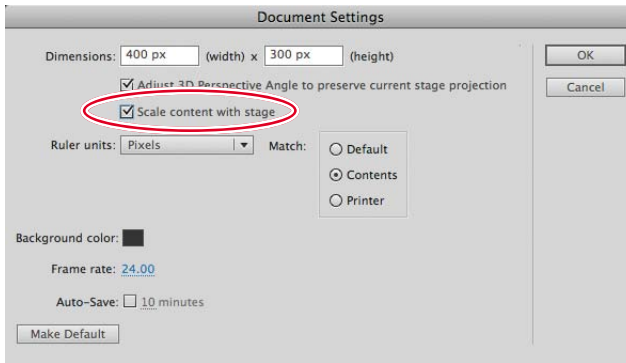 Document Settings
Dimensions: 400 px (width) x 300 px (height)
OK
Adjust 3D Perspective Angle to preserve current stage projection
Cancel
Scale content with stage
Ruler units: Pixels Match: Default
Contents
Printer
Background color:
Frame rate: 24.00
Auto-Save: 10 minutes
Make Default